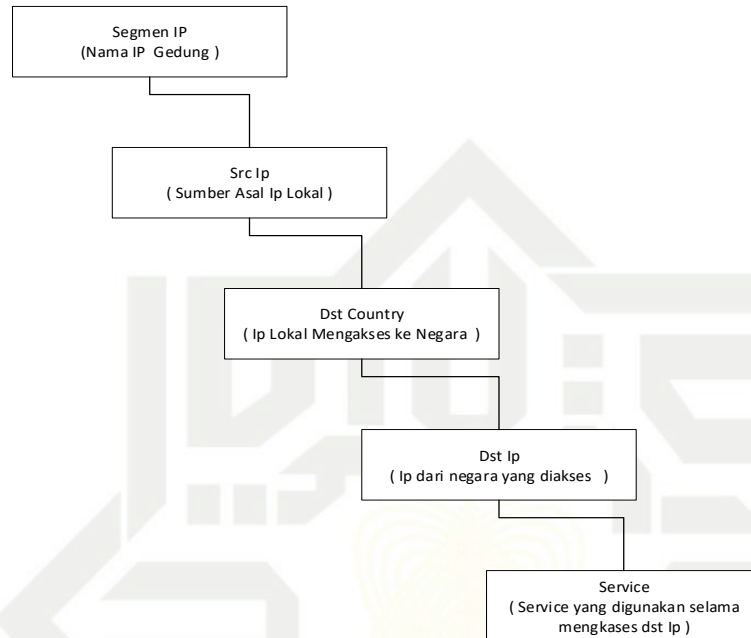 Segmen IP
(Nama IP Gedung )
Src Ip
( Sumber Asal Ip Lokal )
Dst Country
( Ip Lokal Mengakses ke Negara )
Dst Ip
( Ip dari negara yang diakses )
Service
( Service yang digunakan selama
mengkases dst Ip )